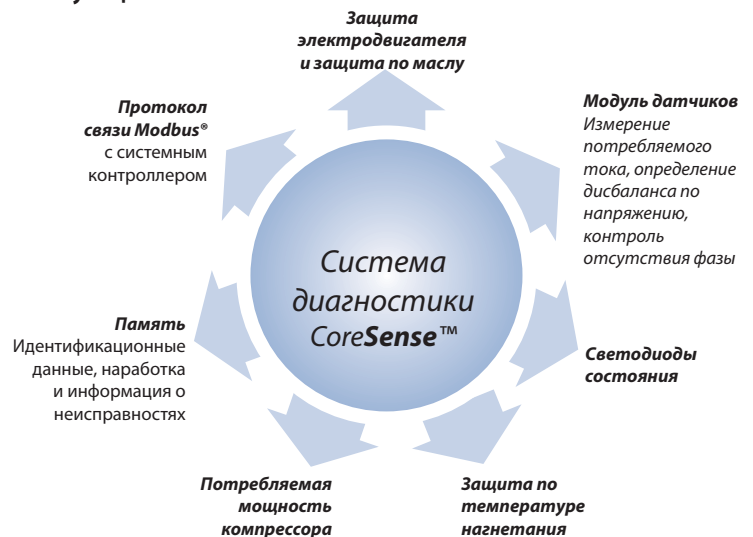 Защита
электродвигателя
и защита по маслу
Модуль датчиков
Измерение
потребляемого
тока, определение
дисбаланса по
напряжению,
контроль
отсутствия фазы
Светодиоды
состояния
Защита по
температуре
нагнетания
Потребляемая
мощность
компрессора
Память
Идентификационные
данные, наработка
и информация о
неисправностях
Протокол
связи Modbus®
с системным
контроллером
Система
диагностики
CoreSense™